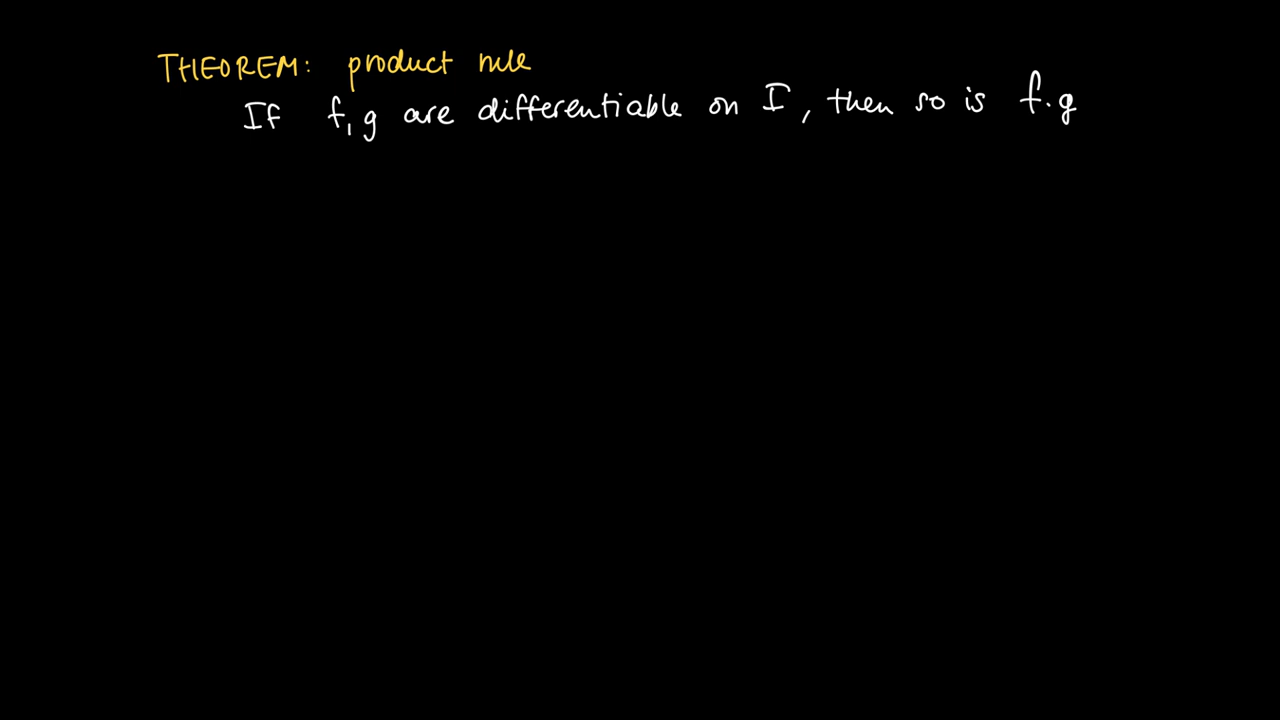 THEOREM: product rule
If f, g are differentiable on I, then so is f·g